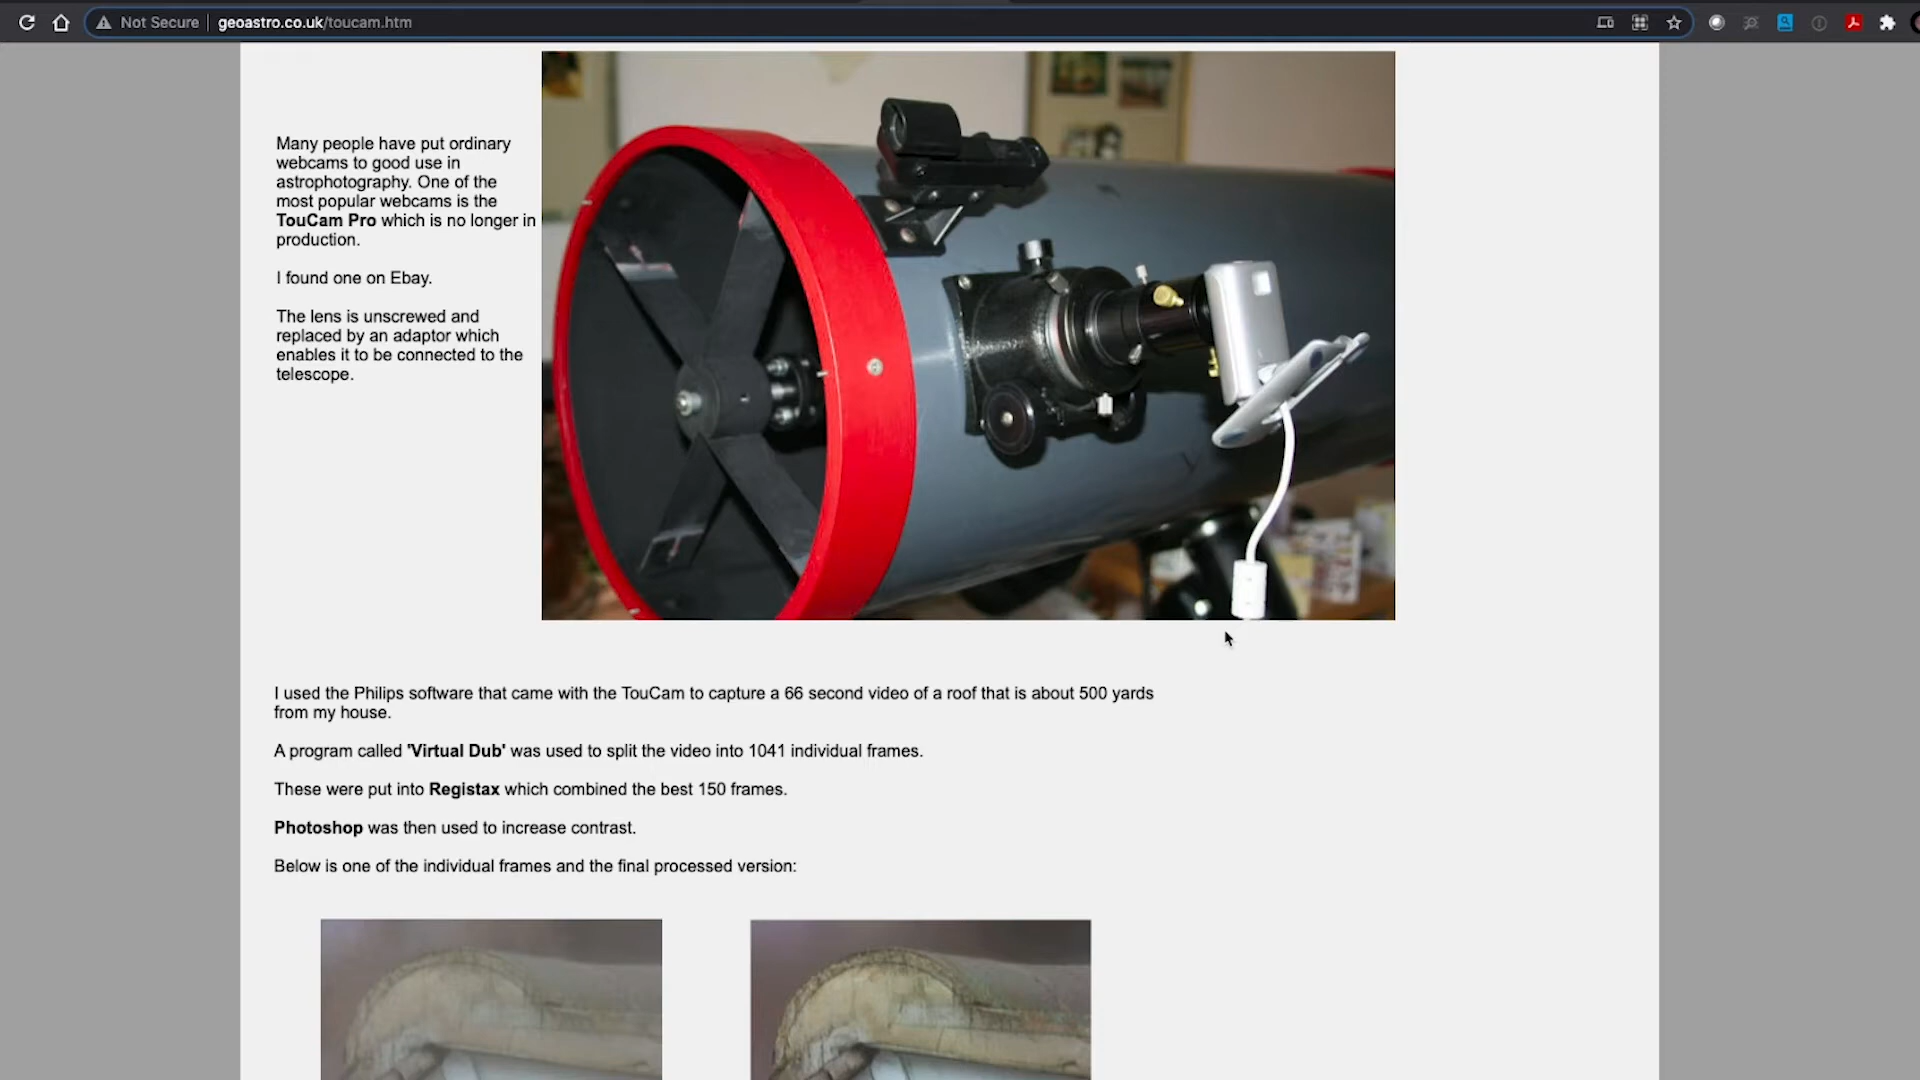 Not Secure geoastro.co.uk/toucam.htm
Many people have put ordinary
webcams to good use in
astrophotography. One of the
most popular webcams is the
TouCam Pro which is no longer in
production.
I found one on Ebay.
The lens is unscrewed and
replaced by an adaptor which
enables it to be connected to the
telescope.
I used the Philips software that came with the TouCam to capture a 66 second video of a roof that is about 500 yards
from my house.
A program called 'Virtual Dub' was used to split the video into 1041 individual frames.
These were put into Registax which combined the best 150 frames.
Photoshop was then used to increase contrast.
Below is one of the individual frames and the final processed version: